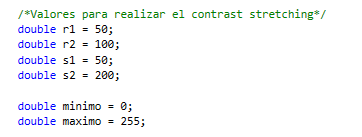 /*Valores para realizar el contrast stretching*/
double r1 = 50;
double r2 = 100;
double s1 = 50;
double s2 = 200;
double minimo = 0;
double maximo = 255;